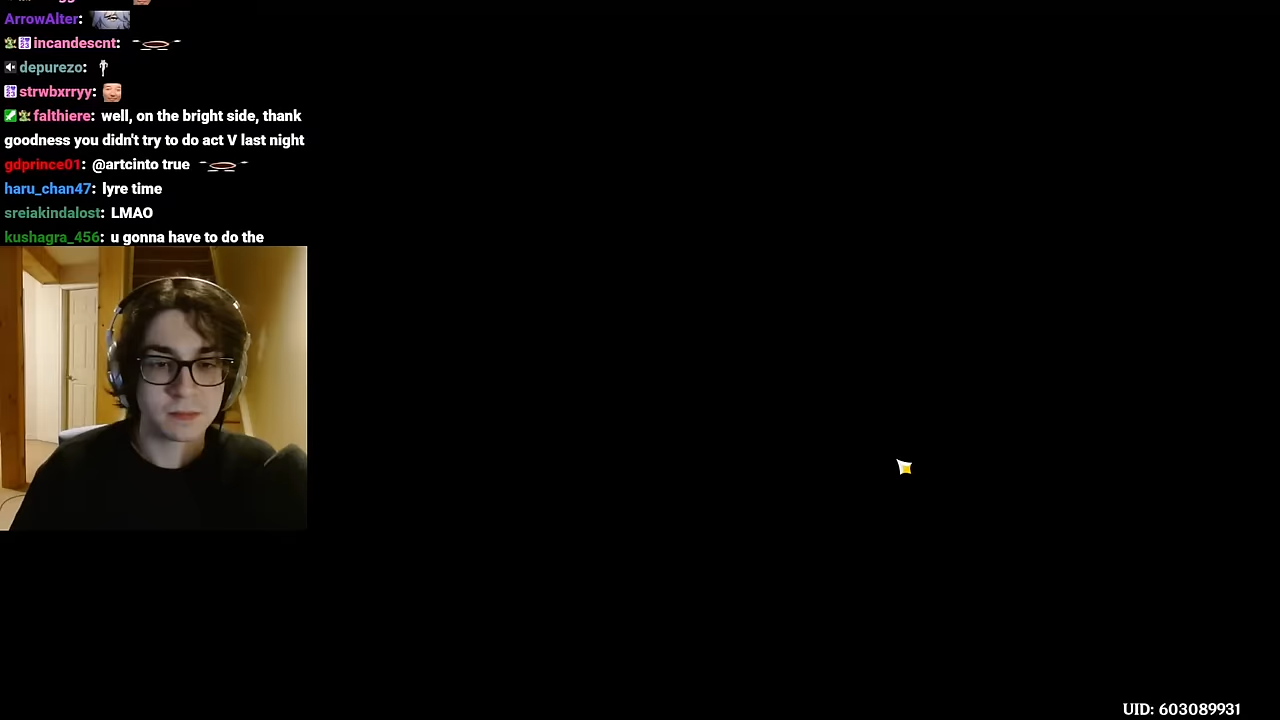 ArrowAlter:
incandescnt:
depurezo:
strwbxrryy:
falthiere: well, on the bright side, thank
goodness you didn't try to do act V last night
gdprince01: @artcinto true
haru_chan47: lyre time
sreiakindalost: LMAO
kushagra_456: u gonna have to do the
UID: 603089931